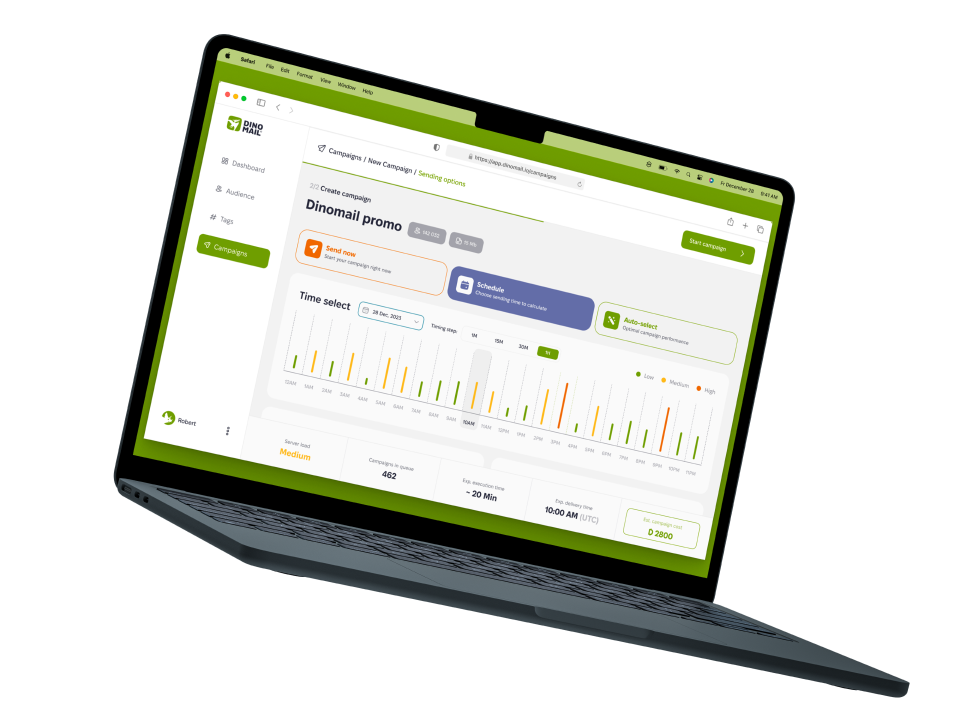 Safari File Edit Format View Window Help
Fr December 28 9:41 AM
https://app.dinomail.io/campaigns
DINO
MAIL
Dashboard
Audience
# Tags
Campaigns
Robert
Campaigns / New Campaign / Sending options
Start campaign
2/2 Create campaign
Dinomail promo
15 Mb
Send now
Start your campaign right now
Schedule
Choose sending time to calculate
Auto-select
Optimal campaign performance
Time select
28 Dec, 2023
Timing step: 1M 15M 30M 1H
Low Medium High
12AM 1AM 2AM 3AM 4AM 5AM 6AM 7AM 8AM 9AM 10AM 11AM 12PM 1PM 2PM 3PM 4PM 5PM 6PM 7PM 8PM 9PM 10PM 11PM
Server load
Medium
Campaigns in queue
462
Exp. execution time
~ 20 Min
Exp. delivery time
10:00 AM (UTC)
Est. campaign cost
D 2800